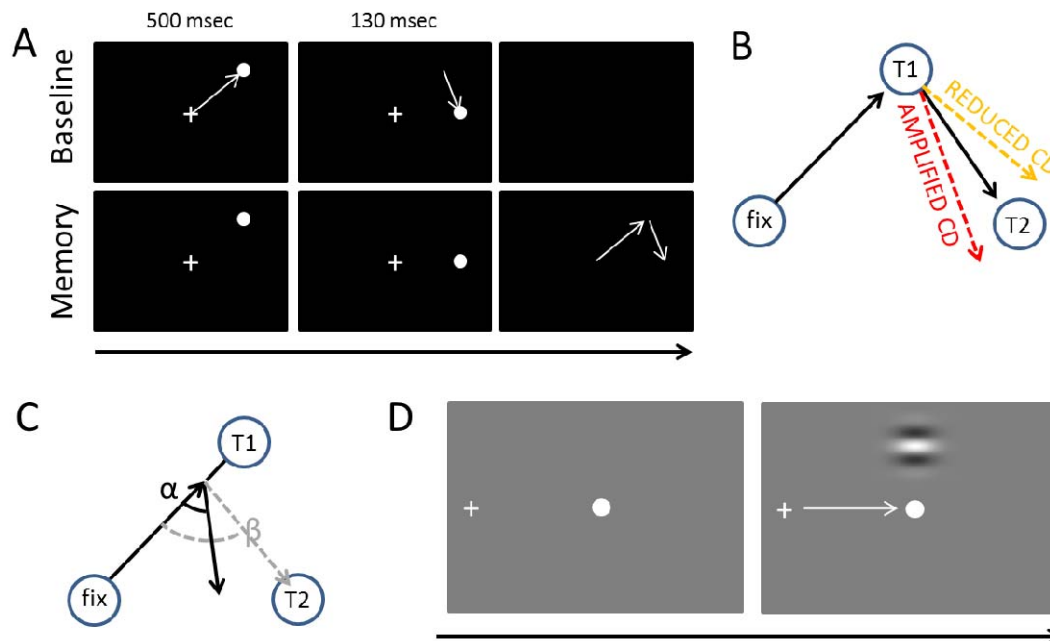 A
500 msec
130 msec
Baseline
Memory
B
T1
REDUCED CD
AMPLIFIED CD
fix
T2
C
T1
α
β
fix
T2
D